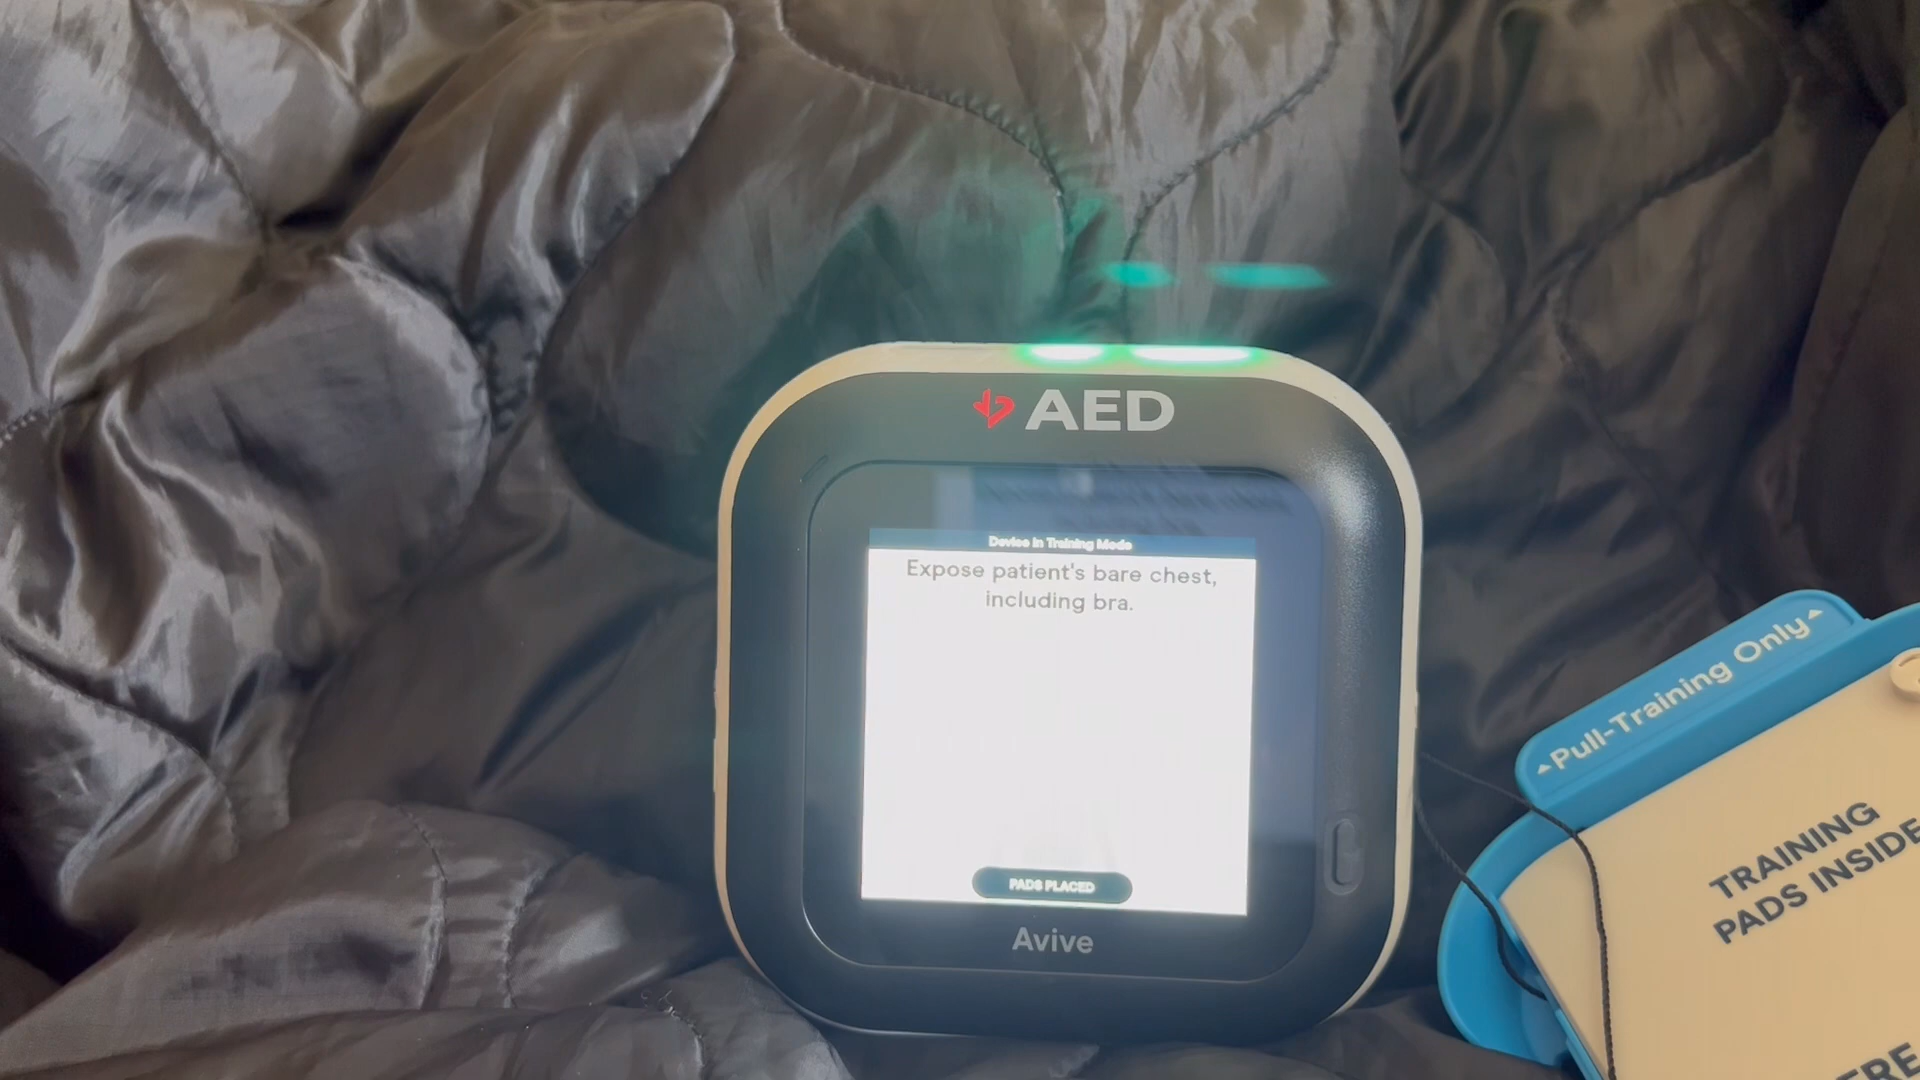 AED
Device in Training Mode
Expose patient's bare chest,
including bra.
PADS PLACED
Avive
Pull-Training Only
TRAINING
PADS INSIDE